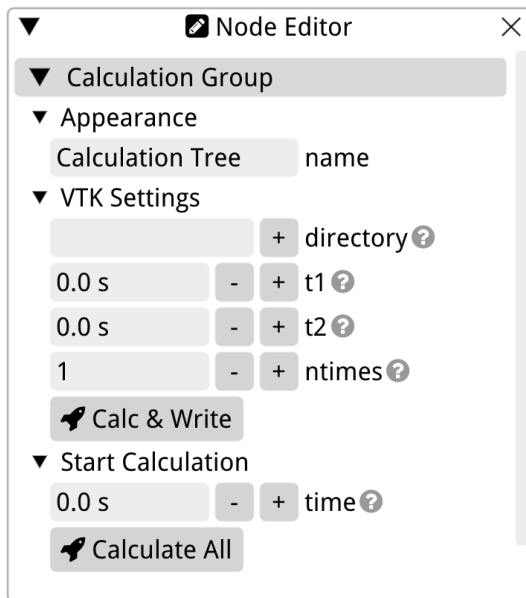 Node Editor
Calculation Group
Appearance
Calculation Tree name
VTK Settings
+ directory ?
0.0 s - + t1 ?
0.0 s - + t2 ?
1 - + ntimes ?
Calc & Write
Start Calculation
0.0 s - + time ?
Calculate All